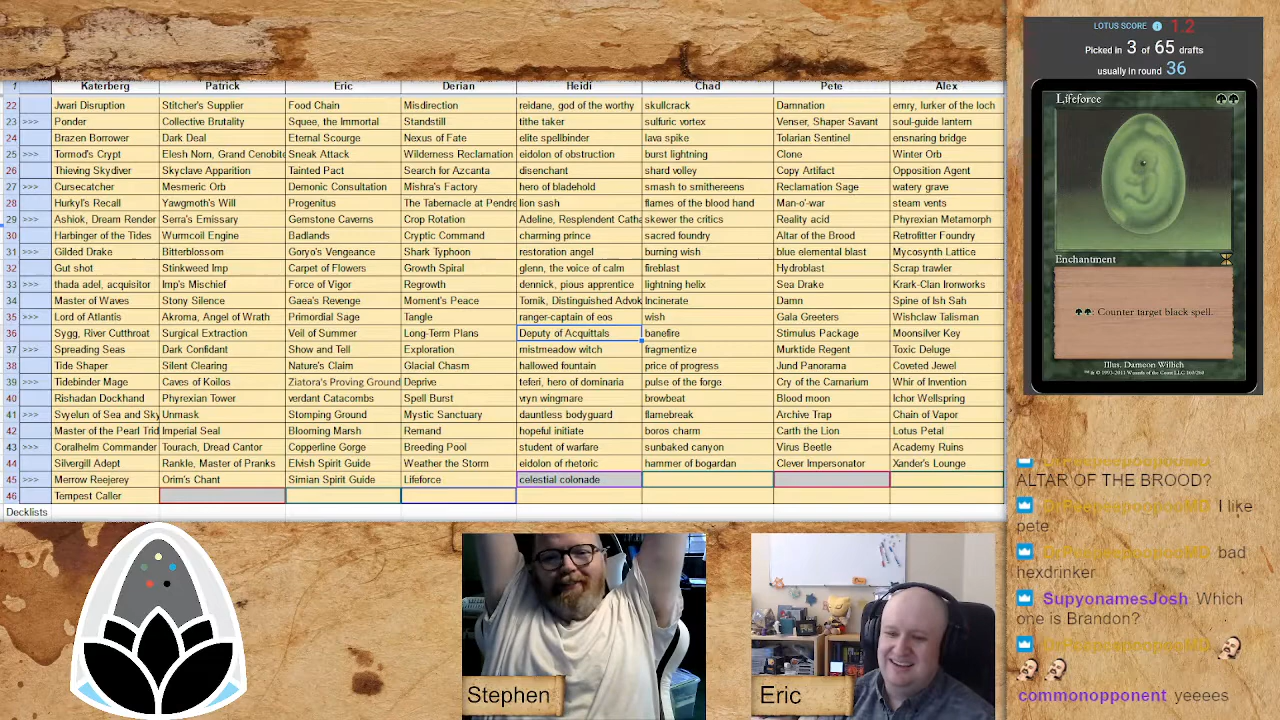 LOTUS SCORE 1.2
Picked in 3 of 65 drafts
usually in round 36
1 Katerberg Patrick Eric Derian Heidi Chad Pete Alex
22 Jwari Disruption Stitcher's Supplier Food Chain Misdirection reidane, god of the worthy skullcrack Damnation emry, lurker of the loch
23 >>> Ponder Collective Brutality Squee, the Immortal Standstill tithe taker sulfuric vortex Venser, Shaper Savant soul-guide lantern
24 Brazen Borrower Dark Deal Eternal Scourge Nexus of Fate elite spellbinder lava spike Tolarian Sentinel ensnaring bridge
25 >>> Tormod's Crypt Elesh Norn, Grand Cenobite Sneak Attack Wilderness Reclamation eidolon of obstruction burst lightning Clone Winter Orb
26 Thieving Skydiver Skyclave Apparition Tainted Pact Search for Azcanta disenchant shard volley Copy Artifact Opposition Agent
27 >>> Cursecatcher Mesmeric Orb Demonic Consultation Mishra's Factory hero of bladehold smash to smithereens Reclamation Sage watery grave
28 Hurkyl's Recall Yawgmoth's Will Progenitus The Tabernacle at Pendre lion sash flames of the blood hand Man-o'-war steam vents
29 >>> Ashiok, Dream Render Serra's Emissary Gemstone Caverns Crop Rotation Adeline, Resplendent Catha skewer the critics Reality acid Phyrexian Metamorph
30 Harbinger of the Tides Wurmcoil Engine Badlands Cryptic Command charming prince sacred foundry Altar of the Brood Retrofitter Foundry
31 >>> Gilded Drake Bitterblossom Goryo's Vengeance Shark Typhoon restoration angel burning wish blue elemental blast Mycosynth Lattice
32 Gut shot Stinkweed Imp Carpet of Flowers Growth Spiral glenn, the voice of calm fireblast Hydroblast Scrap trawler
33 >>> thada adel, acquisitor Imp's Mischief Force of Vigor Regrowth dennick, pious apprentice lightning helix Sea Drake Krark-Clan Ironworks
34 Master of Waves Stony Silence Gaea's Revenge Moment's Peace Tomik, Distinguished Advok Incinerate Damn Spine of Ish Sah
35 >>> Lord of Atlantis Akroma, Angel of Wrath Primordial Sage Tangle ranger-captain of eos wish Gala Greeters Wishclaw Talisman
36 Sygg, River Cutthroat Surgical Extraction Veil of Summer Long-Term Plans Deputy of Acquittals banefire Stimulus Package Moonsilver Key
37 >>> Spreading Seas Dark Confidant Show and Tell Exploration mistmeadow witch fragmentize Murktide Regent Toxic Deluge
38 Tide Shaper Silent Clearing Nature's Claim Glacial Chasm hallowed fountain price of progress Jund Panorama Coveted Jewel
39 >>> Tidebinder Mage Caves of Koilos Ziatora's Proving Ground Deprive teferi, hero of dominaria pulse of the forge Cry of the Carnarium Whir of Invention
40 Rishadan Dockhand Phyrexian Tower verdant Catacombs Spell Burst vryn wingmare browbeat Blood moon Ichor Wellspring
41 >>> Svyelun of Sea and Sky Unmask Stomping Ground Mystic Sanctuary dauntless bodyguard flamebreak Archive Trap Chain of Vapor
42 Master of the Pearl Trid Imperial Seal Blooming Marsh Remand hopeful initiate boros charm Carth the Lion Lotus Petal
43 >>> Coralhelm Commander Tourach, Dread Cantor Copperline Gorge Breeding Pool student of warfare sunbaked canyon Virus Beetle Academy Ruins
44 Silvergill Adept Rankle, Master of Pranks Elvish Spirit Guide Weather the Storm eidolon of rhetoric hammer of bogardan Clever Impersonator Xander's Lounge
45 >>> Merrow Reejerey Orim's Chant Simian Spirit Guide Lifeforce celestial colonade
46 Tempest Caller
Decklists
Lifeforce
Enchantment
: Counter target black spell.
Illus. Dameon Willich
ALTAR OF THE BROOD?
DrPeepeepoopooMD I like
pete
DrPeepeepoopooMD bad
hexdrinker
SupyonamesJosh Which
one is Brandon?
commonopponent yeeees
Stephen
Eric